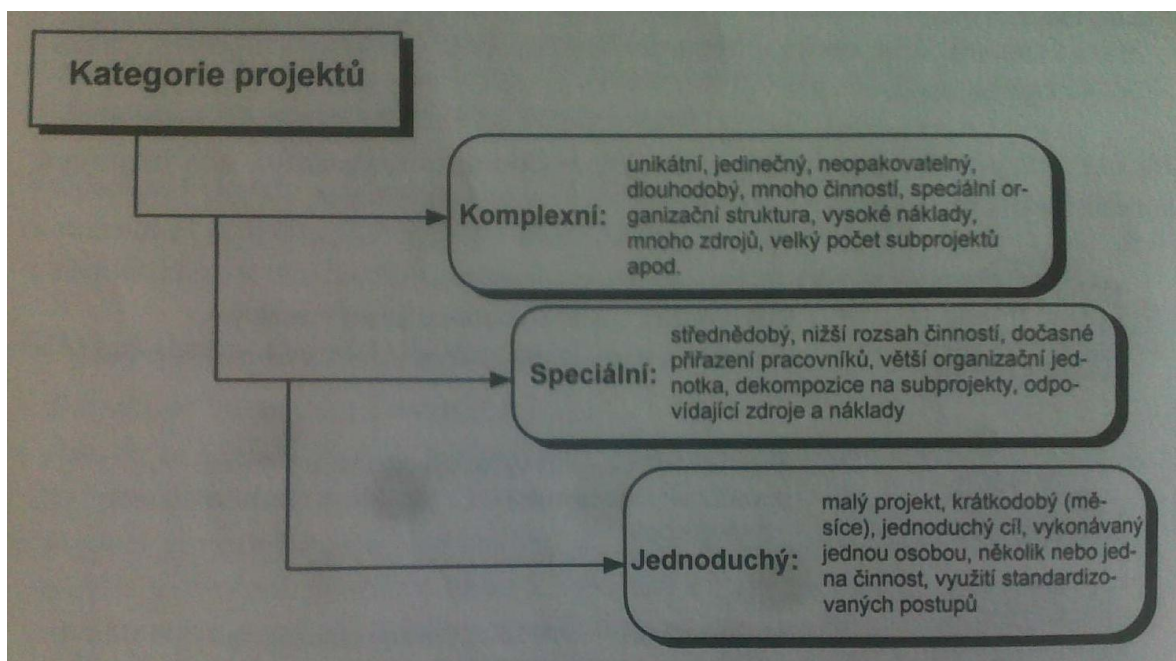 Kategorie projektů
Komplexní:
unikátní, jedinečný, neopakovatelný,
dlouhodobý, mnoho činností, speciální or-
ganizační struktura, vysoké náklady,
mnoho zdrojů, velký počet subprojektů
apod.
Speciální:
střednědobý, nižší rozsah činností, dočasné
přiřazení pracovníků, větší organizační jed-
notka, dekompozice na subprojekty, odpo-
vídající zdroje a náklady
Jednoduchý:
malý projekt, krátkodobý (mě-
síce), jednoduchý cíl, vykonávaný
jednou osobou, několik nebo jed-
na činnost, využití standardizo-
vaných postupů